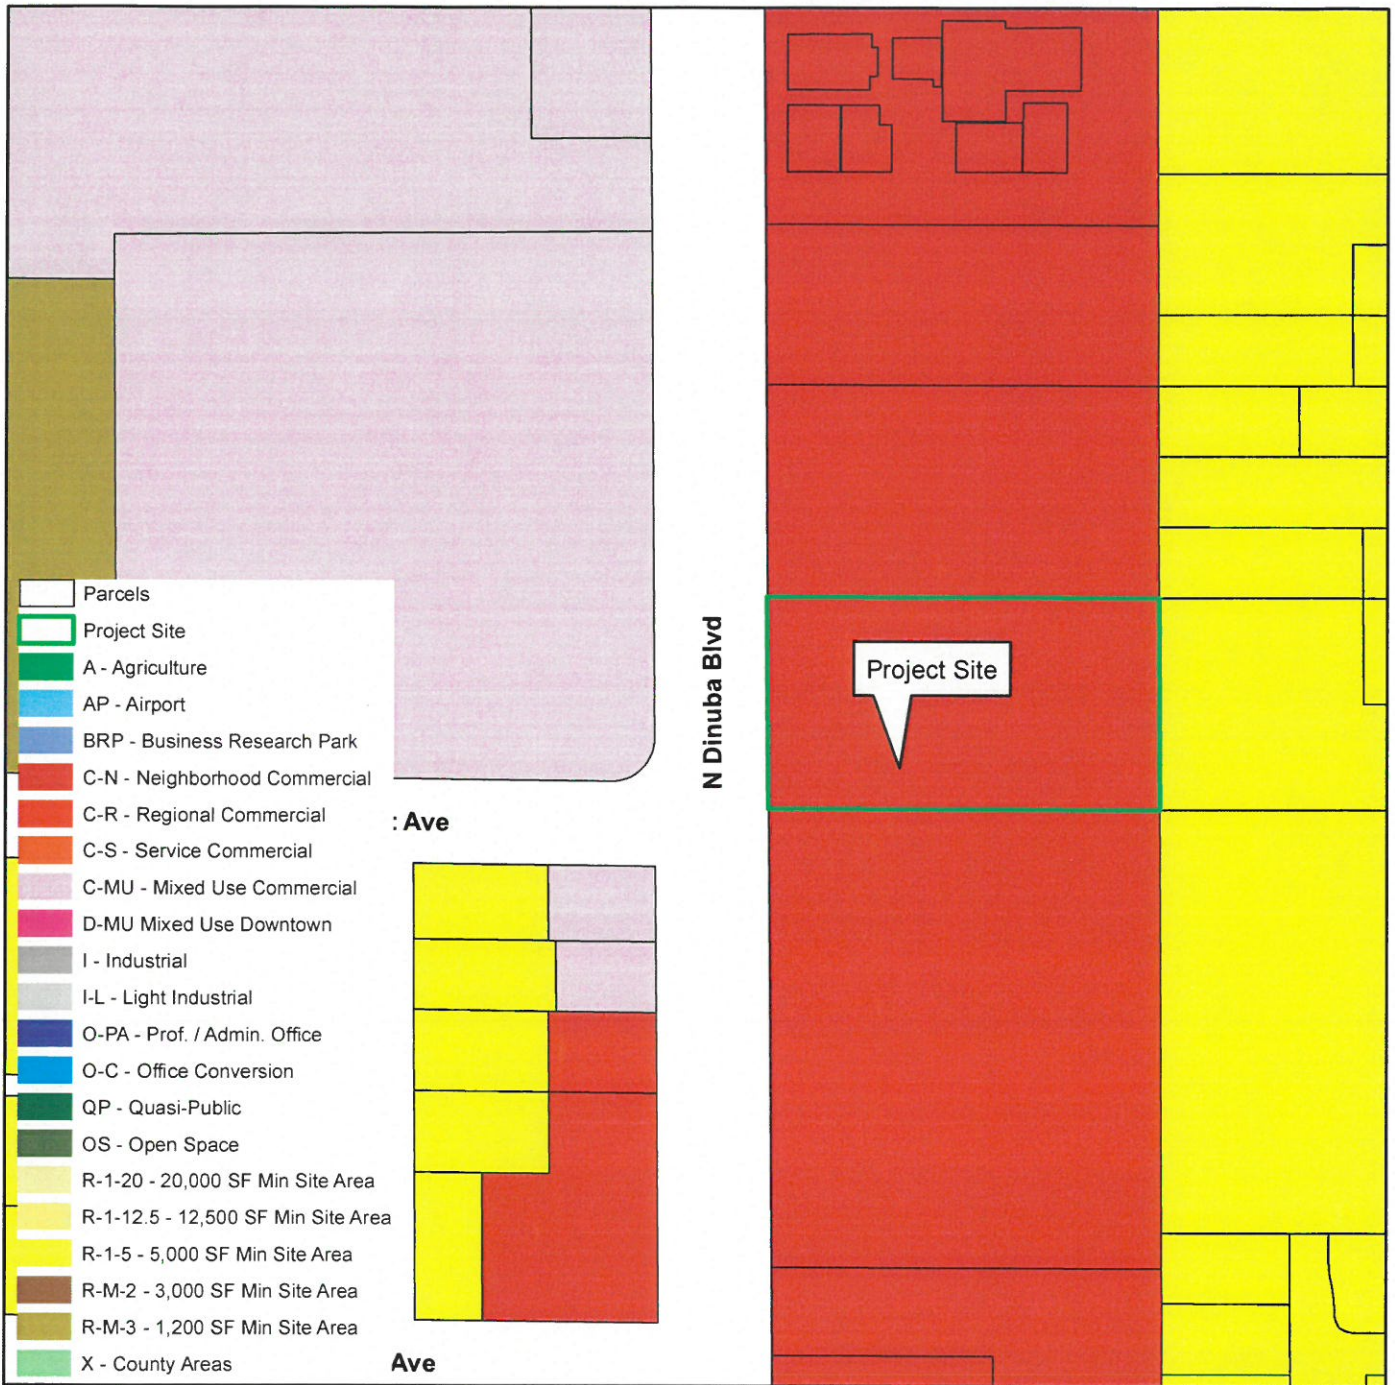 Parcels
Project Site
A - Agriculture
AP - Airport
BRP - Business Research Park
C-N - Neighborhood Commercial
C-R - Regional Commercial
C-S - Service Commercial
C-MU - Mixed Use Commercial
D-MU Mixed Use Downtown
I - Industrial
I-L - Light Industrial
O-PA - Prof. / Admin. Office
O-C - Office Conversion
QP - Quasi-Public
OS - Open Space
R-1-20 - 20,000 SF Min Site Area
R-1-12.5 - 12,500 SF Min Site Area
R-1-5 - 5,000 SF Min Site Area
R-M-2 - 3,000 SF Min Site Area
R-M-3 - 1,200 SF Min Site Area
X - County Areas
Ave
Ave
N Dinuba Blvd
Project Site